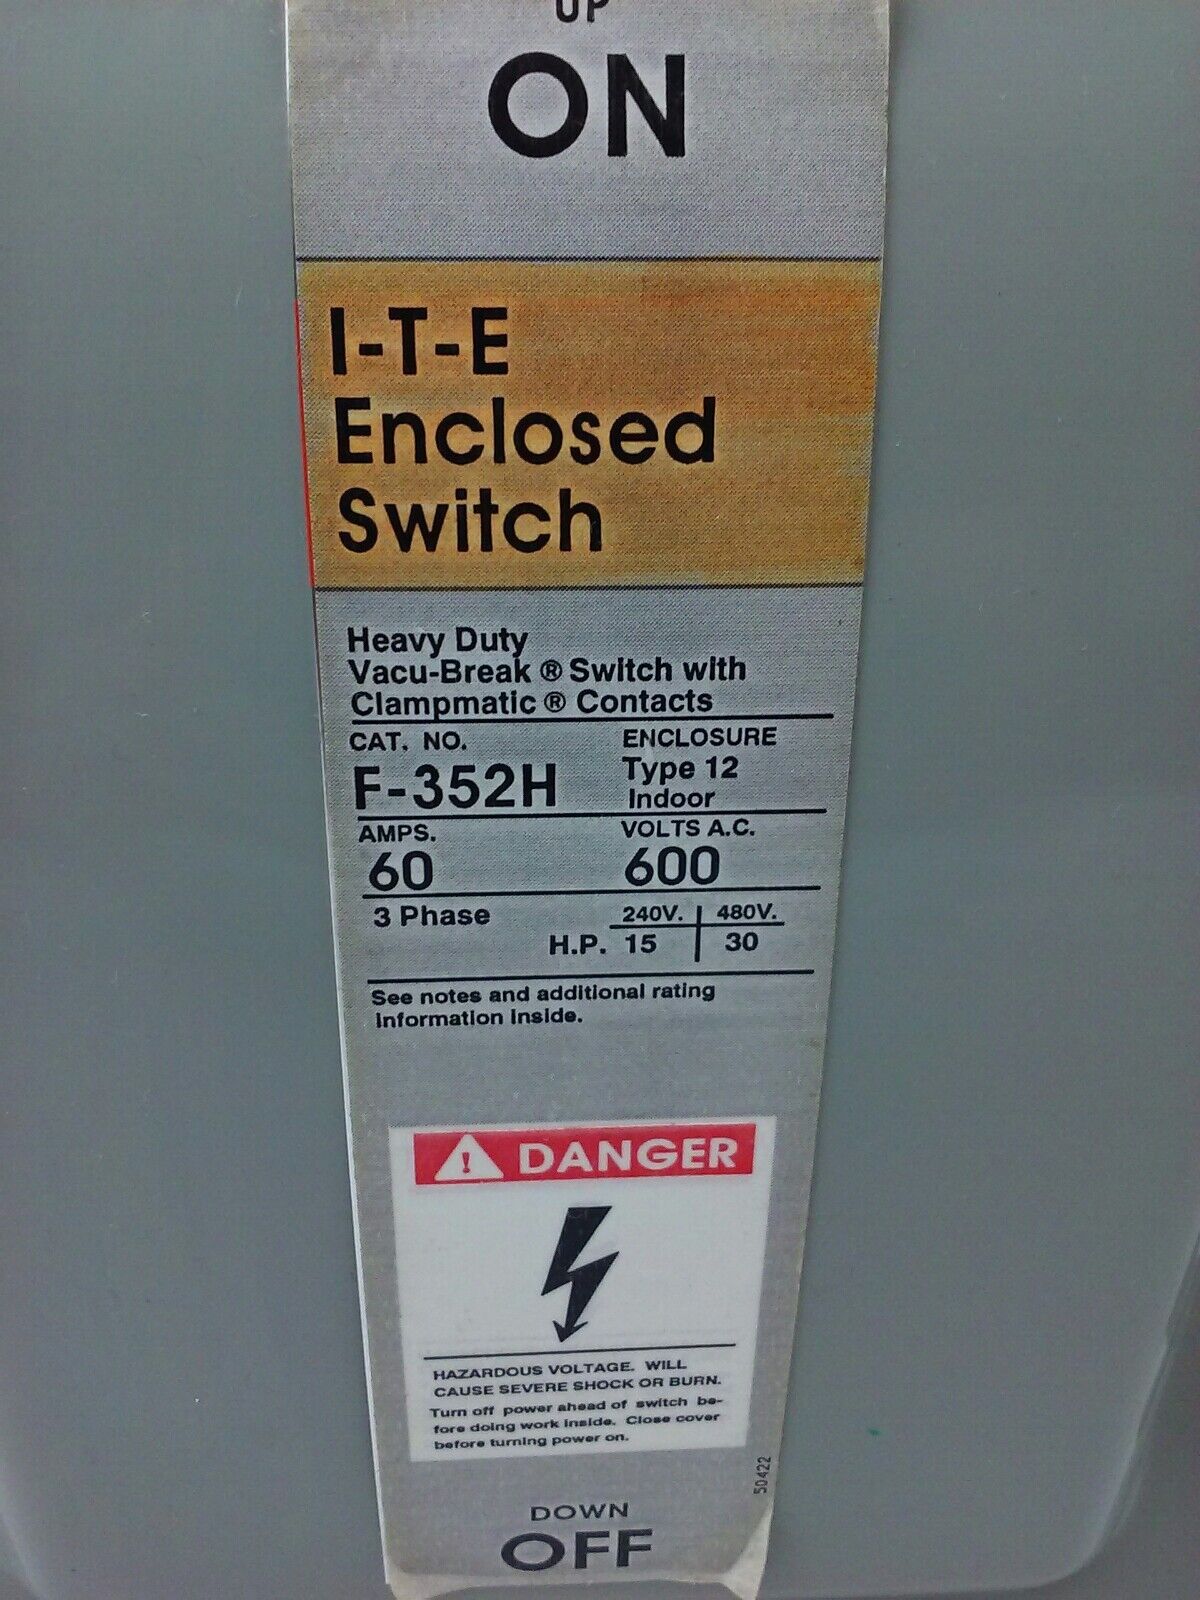 UP
ON
I-T-E
Enclosed
Switch
Heavy Duty
Vacu-Break ® Switch with
Clampmatic ® Contacts
CAT. NO. ENCLOSURE
F-352H Type 12
Indoor
AMPS. VOLTS A.C.
60 600
3 Phase 240V. 480V.
H.P. 15 30
See notes and additional rating
information inside.
! DANGER
HAZARDOUS VOLTAGE. WILL
CAUSE SEVERE SHOCK OR BURN.
Turn off power ahead of switch be-
fore doing work inside. Close cover
before turning power on.
50422
DOWN
OFF